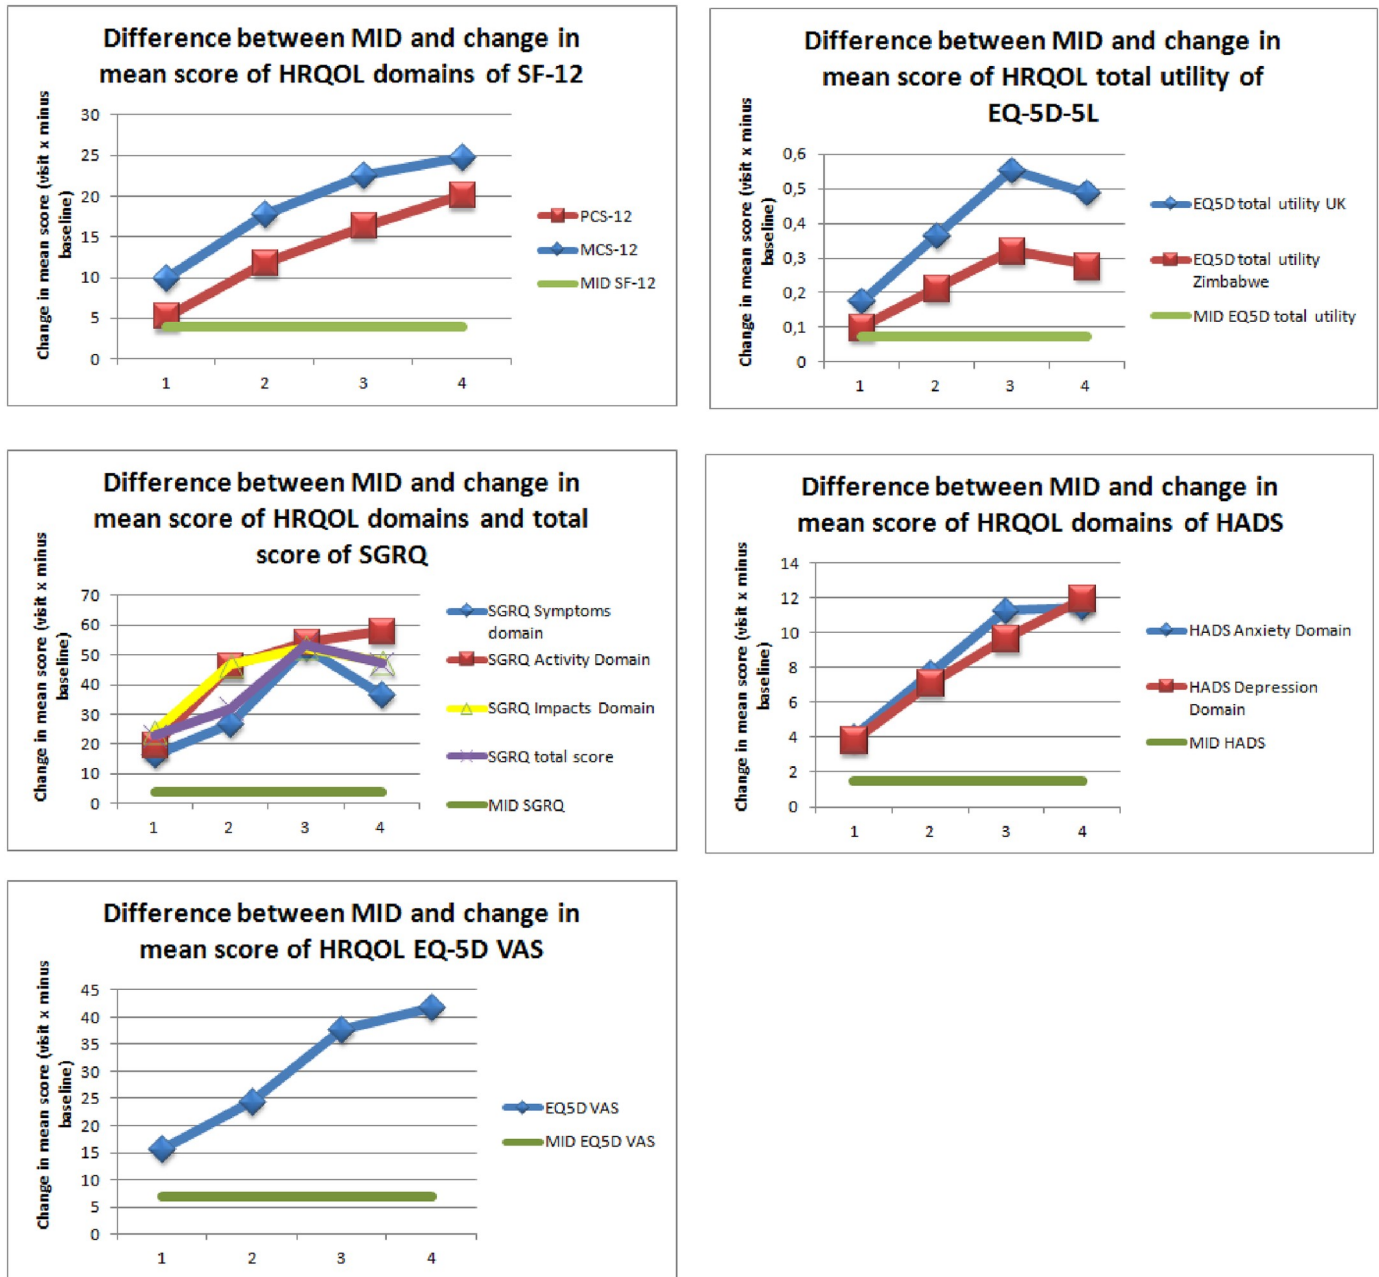 Difference between MID and change in
mean score of HRQOL domains of SF-12
Change in mean score (visit x minus
baseline)
30
25
20
15
10
5
0
1 2 3 4
PCS-12
MCS-12
MID SF-12
Difference between MID and change in
mean score of HRQOL total utility of
EQ-5D-5L
Change in mean score (visit x minus
baseline)
0,6
0,5
0,4
0,3
0,2
0,1
0
1 2 3 4
EQ5D total utility UK
EQ5D total utility
Zimbabwe
MID EQ5D total utility
Difference between MID and change in
mean score of HRQOL domains and total
score of SGRQ
Change in mean score (visit x minus
baseline)
70
60
50
40
30
20
10
0
1 2 3 4
SGRQ Symptoms
domain
SGRQ Activity Domain
SGRQ Impacts Domain
SGRQ total score
MID SGRQ
Difference between MID and change in
mean score of HRQOL domains of HADS
Change in mean score (visit x minus
baseline)
14
12
10
8
6
4
2
0
1 2 3 4
HADS Anxiety Domain
HADS Depression
Domain
MID HADS
Difference between MID and change in
mean score of HRQOL EQ-5D VAS
Change in mean score (visit x minus
baseline)
45
40
35
30
25
20
15
10
5
0
1 2 3 4
EQ5D VAS
MID EQ5D VAS